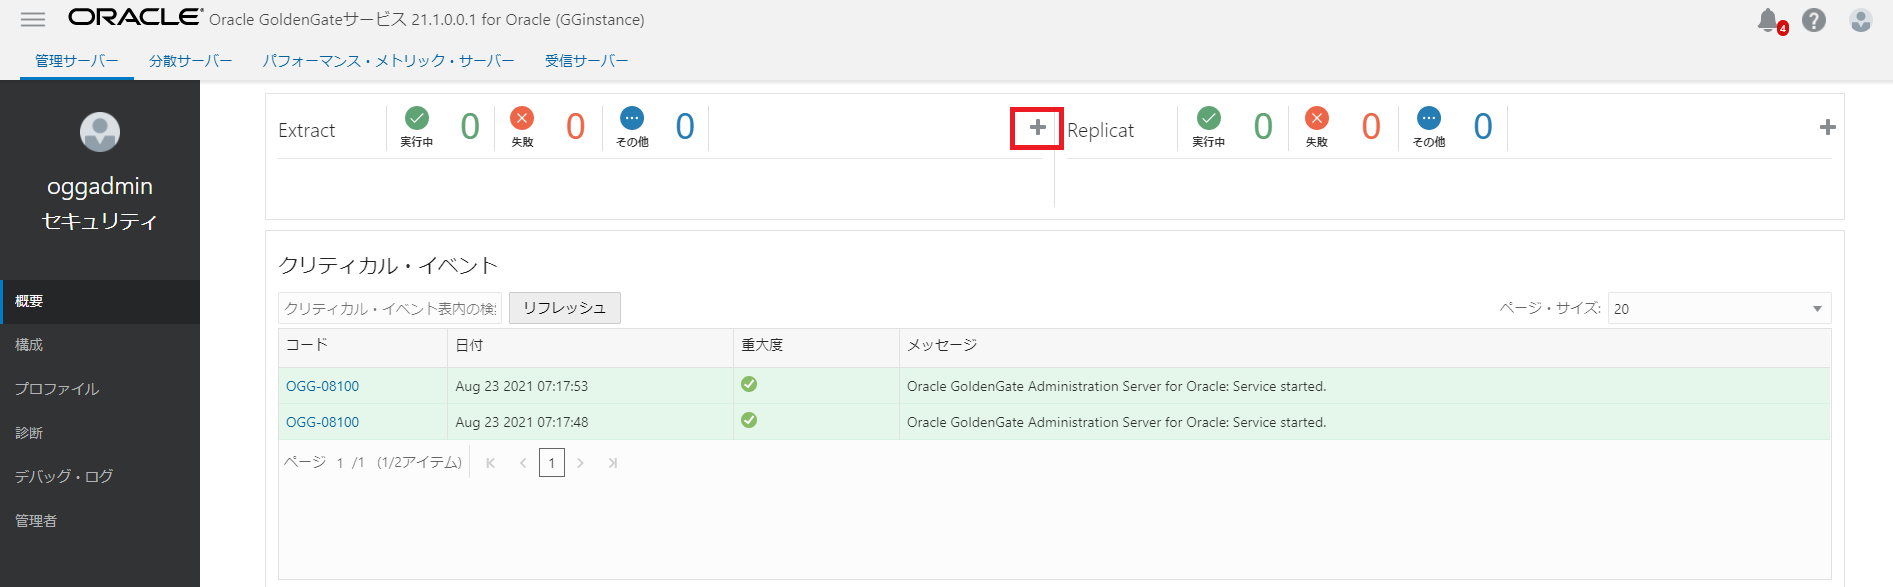 ORACLE Oracle GoldenGateサービス 21.1.0.0.1 for Oracle (GGinstance)
4
?
管理サーバー 分散サーバー パフォーマンス・メトリック・サーバー 受信サーバー
oggadmin
セキュリティ
概要
構成
プロファイル
診断
デバッグ・ログ
管理者
Extract 実行中 0 失敗 0 その他 0
Replicat 実行中 0 失敗 0 その他 0
クリティカル・イベント
クリティカル・イベント表内の検 リフレッシュ ページ・サイズ: 20
コード 日付 重大度 メッセージ
OGG-08100 Aug 23 2021 07:17:53 Oracle GoldenGate Administration Server for Oracle: Service started.
OGG-08100 Aug 23 2021 07:17:48 Oracle GoldenGate Administration Server for Oracle: Service started.
ページ 1 /1 (1/2アイテム) 1